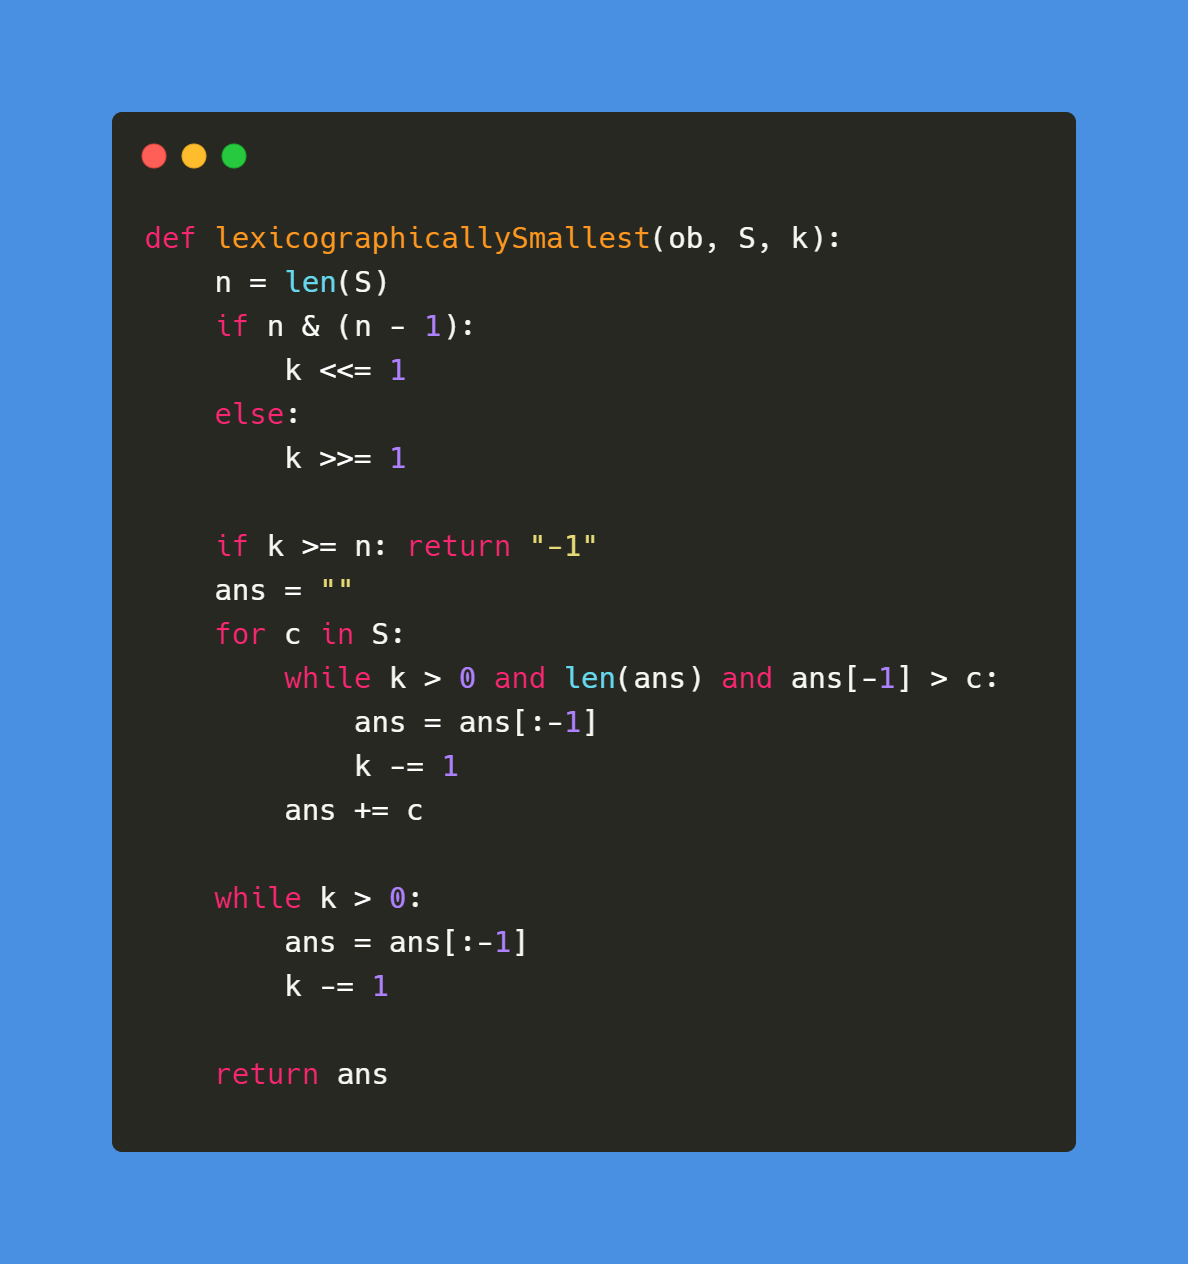 def lexicographicallySmallest(ob, S, k):
    n = len(S)
    if n & (n - 1):
        k <<= 1
    else:
        k >>= 1

    if k >= n: return "-1"
    ans = ""
    for c in S:
        while k > 0 and len(ans) and ans[-1] > c:
            ans = ans[:-1]
            k -= 1
        ans += c

    while k > 0:
        ans = ans[:-1]
        k -= 1

    return ans